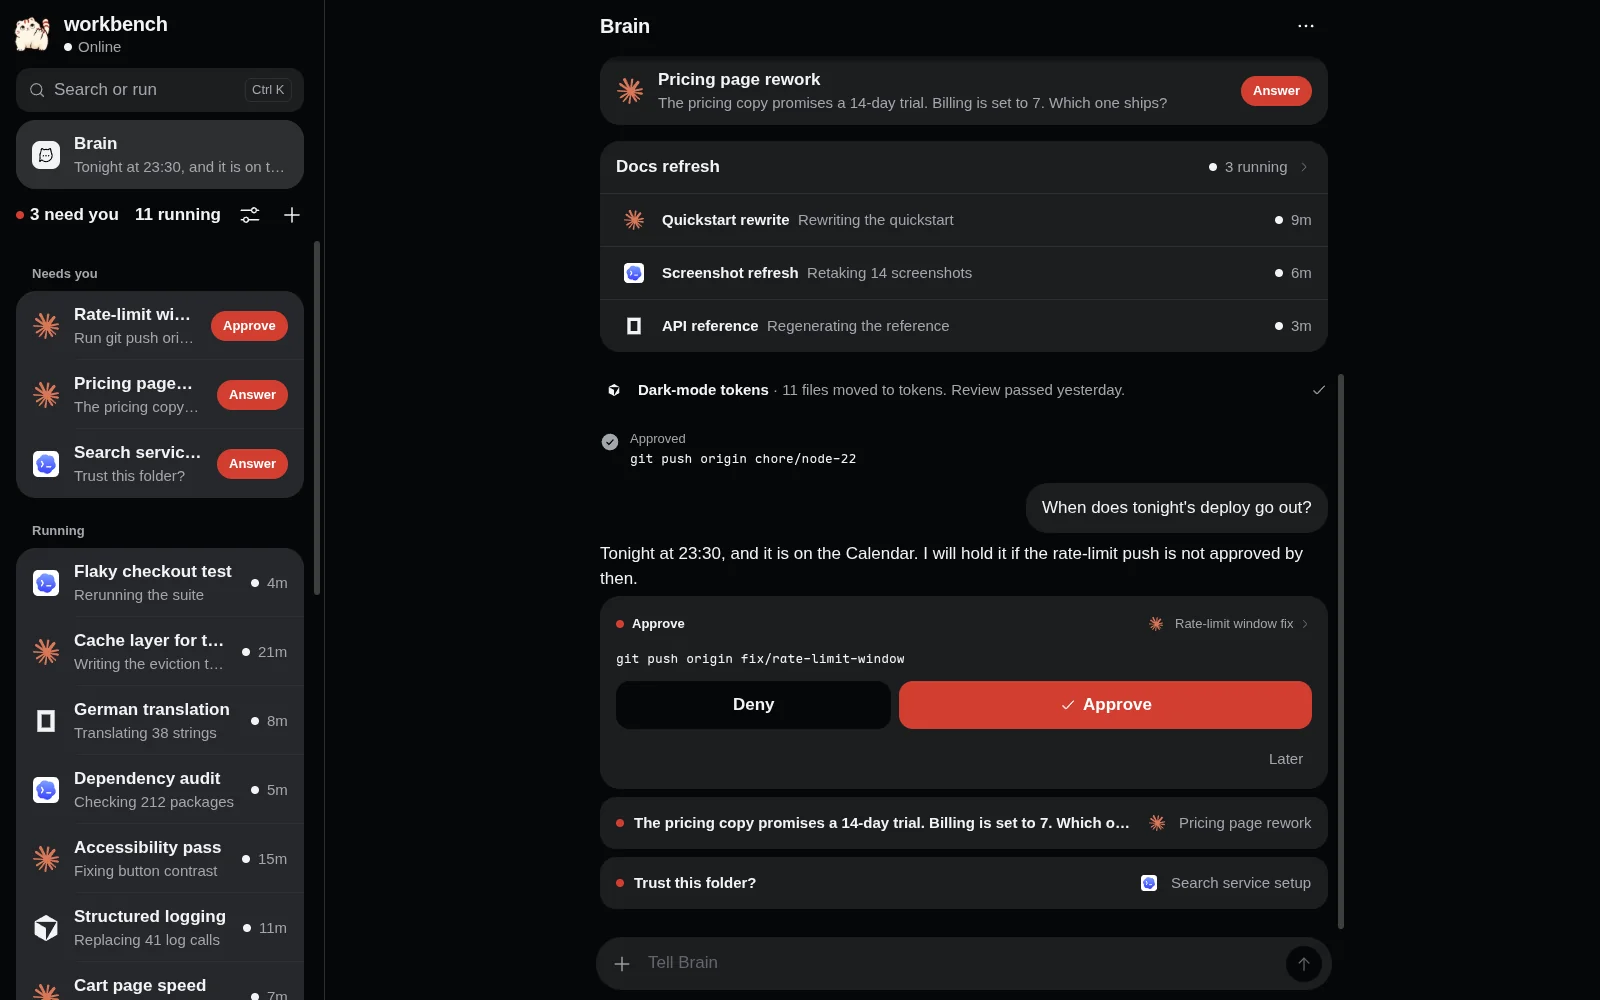 workbench
Online
Search or run
Ctrl K
Brain
Tonight at 23:30, and it is on t…
3 need you
11 running
Needs you
Rate-limit wi…
Run git push ori…
Approve
Pricing page…
The pricing copy…
Answer
Search servic…
Trust this folder?
Answer
Running
Flaky checkout test
Rerunning the suite
4m
Cache layer for t…
Writing the eviction t…
21m
German translation
Translating 38 strings
8m
Dependency audit
Checking 212 packages
5m
Accessibility pass
Fixing button contrast
15m
Structured logging
Replacing 41 log calls
11m
Cart page speed
7m
Brain
Pricing page rework
The pricing copy promises a 14-day trial. Billing is set to 7. Which one ships?
Answer
Docs refresh
3 running
Quickstart rewrite Rewriting the quickstart
9m
Screenshot refresh Retaking 14 screenshots
6m
API reference Regenerating the reference
3m
Dark-mode tokens · 11 files moved to tokens. Review passed yesterday.
Approved
git push origin chore/node-22
When does tonight's deploy go out?
Tonight at 23:30, and it is on the Calendar. I will hold it if the rate-limit push is not approved by
then.
Approve
Rate-limit window fix
git push origin fix/rate-limit-window
Deny
Approve
Later
The pricing copy promises a 14-day trial. Billing is set to 7. Which o…
Pricing page rework
Trust this folder?
Search service setup
Tell Brain